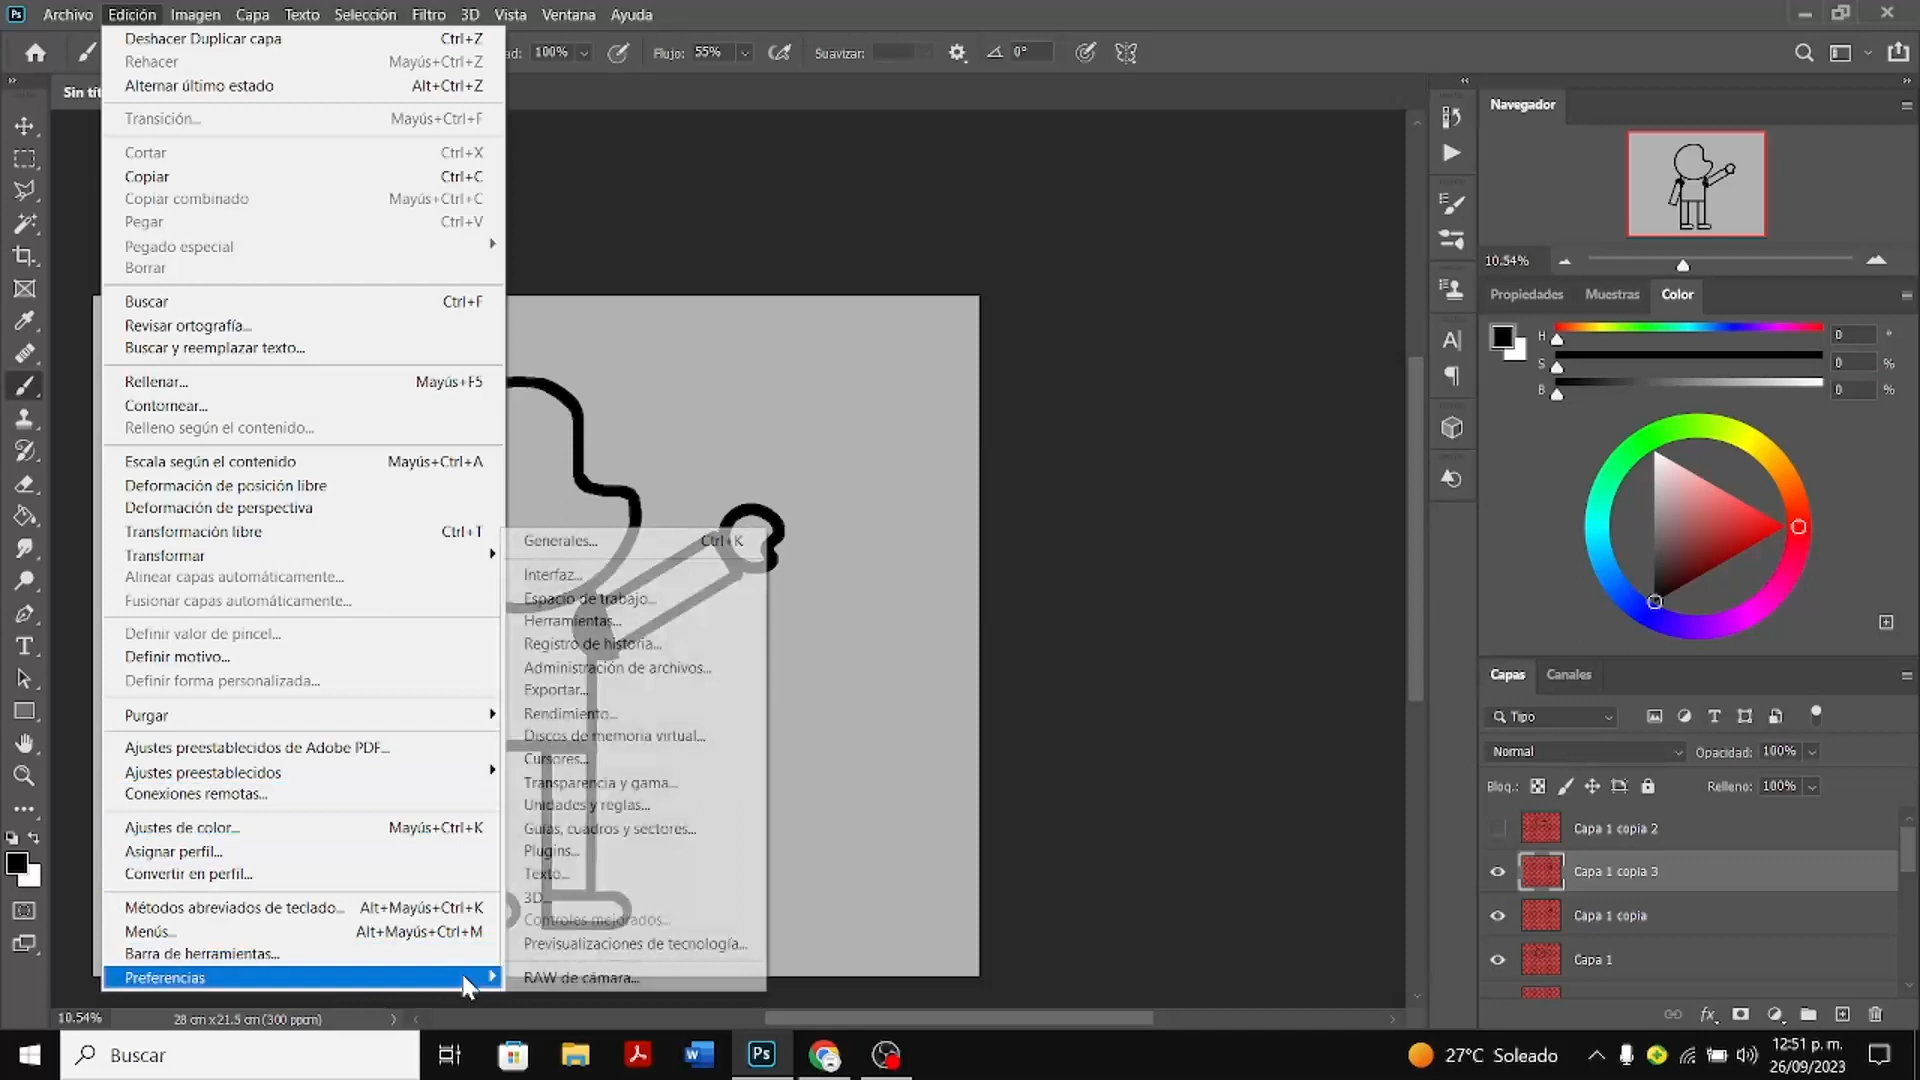 Ps Archivo Edición Imagen Capa Texto Selección Filtro 3D Vista Ventana Ayuda
ad: 100% Flujo: 55% Suavizar: 0°
Sin tít
Deshacer Duplicar capa Ctrl+Z
Rehacer Mayús+Ctrl+Z
Alternar último estado Alt+Ctrl+Z
Transición... Mayús+Ctrl+F
Cortar Ctrl+X
Copiar Ctrl+C
Copiar combinado Mayús+Ctrl+C
Pegar Ctrl+V
Pegado especial
Borrar
Buscar Ctrl+F
Revisar ortografía...
Buscar y reemplazar texto...
Rellenar... Mayús+F5
Contornear...
Relleno según el contenido...
Escala según el contenido Mayús+Ctrl+A
Deformación de posición libre
Deformación de perspectiva
Transformación libre Ctrl+T
Transformar
Alinear capas automáticamente...
Fusionar capas automáticamente...
Definir valor de pincel...
Definir motivo...
Definir forma personalizada...
Purgar
Ajustes preestablecidos de Adobe PDF...
Ajustes preestablecidos
Conexiones remotas...
Ajustes de color... Mayús+Ctrl+K
Asignar perfil...
Convertir en perfil...
Métodos abreviados de teclado... Alt+Mayús+Ctrl+K
Menús... Alt+Mayús+Ctrl+M
Barra de herramientas...
Preferencias
Generales... Ctrl+K
Interfaz...
Espacio de trabajo...
Herramientas...
Registro de historia...
Administración de archivos...
Exportar...
Rendimiento...
Discos de memoria virtual...
Cursores...
Transparencia y gama...
Unidades y reglas...
Guías, cuadros y sectores...
Plugins...
Texto...
3D...
Controles mejorados...
Previsualizaciones de tecnología...
RAW de cámara...
Navegador
10.54%
Propiedades Muestras Color
H 0 °
S 0 %
B 0 %
Capas Canales
Tipo
Normal Opacidad: 100%
Bloq.: Relleno: 100%
Capa 1 copia 2
Capa 1 copia 3
Capa 1 copia
Capa 1
fx
10.54% 28 cm x 21.5 cm (300 ppcm)
Buscar
Ps
27°C Soleado
12:51 p. m.
26/09/2023